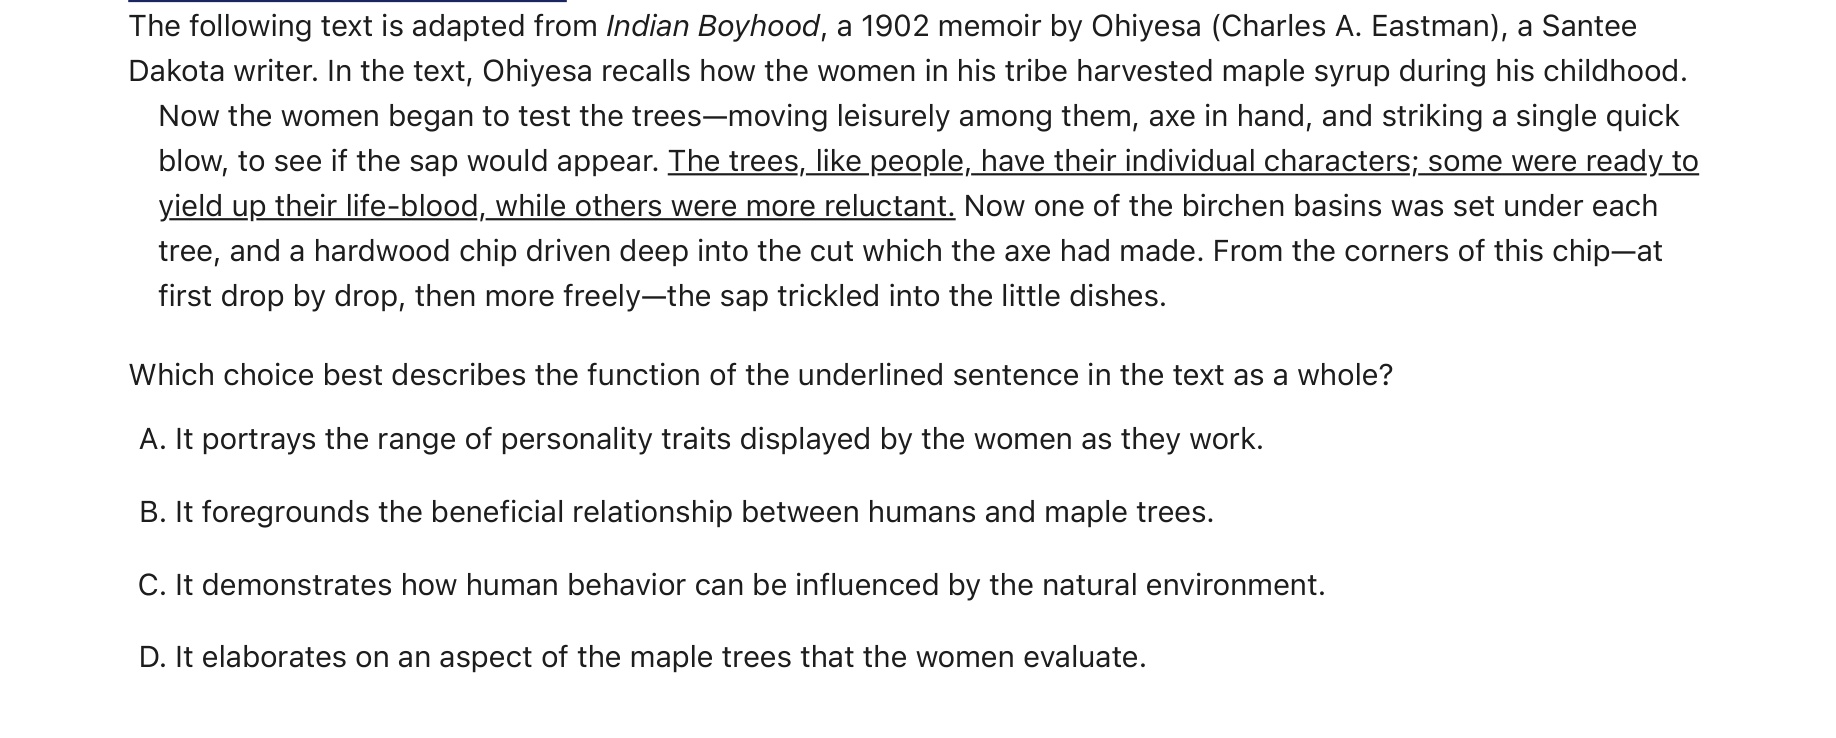 The following text is adapted from Indian Boyhood, a 1902 memoir by Ohiyesa (Charles A. Eastman), a Santee
Dakota writer. In the text, Ohiyesa recalls how the women in his tribe harvested maple syrup during his childhood.
Now the women began to test the trees—moving leisurely among them, axe in hand, and striking a single quick
blow, to see if the sap would appear. The trees, like people, have their individual characters; some were ready to
yield up their life-blood, while others were more reluctant. Now one of the birchen basins was set under each
tree, and a hardwood chip driven deep into the cut which the axe had made. From the corners of this chip—at
first drop by drop, then more freely—the sap trickled into the little dishes.
Which choice best describes the function of the underlined sentence in the text as a whole?
A. It portrays the range of personality traits displayed by the women as they work.
B. It foregrounds the beneficial relationship between humans and maple trees.
C. It demonstrates how human behavior can be influenced by the natural environment.
D. It elaborates on an aspect of the maple trees that the women evaluate.